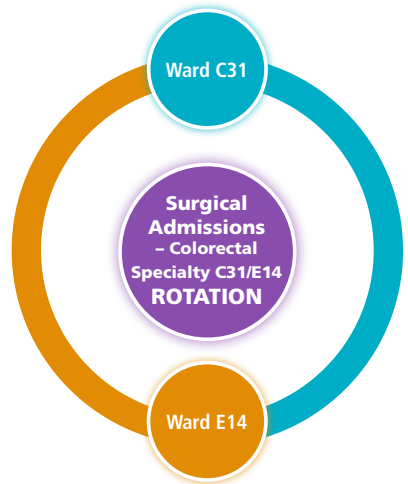 Ward C31
Surgical
Admissions
– Colorectal
Specialty C31/E14
ROTATION
Ward E14